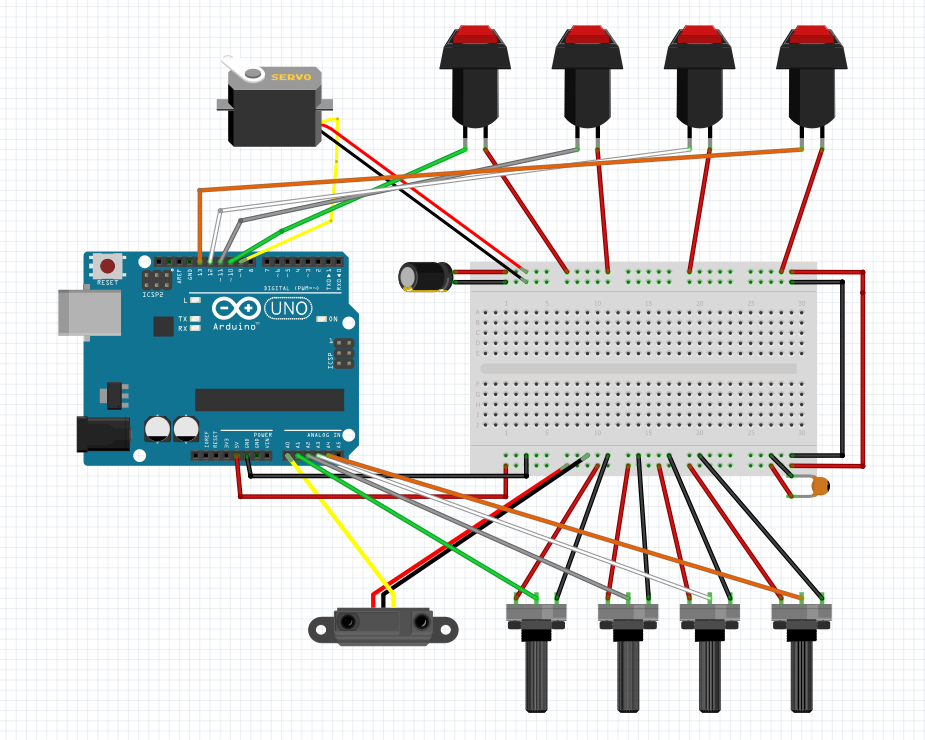 SERVO
RESET
ICSP2
AREF
GND
13
12
~11
~10
~9
8
7
~6
~5
4
~3
2
TX▸1
RX◂0
DIGITAL (PWM=~)
L
TX
RX
Arduino™
UNO
ON
ICSP
1 5 10 15 20 25 30
A
B
C
D
E
F
G
H
I
J
1 5 10 15 20 25 30
POWER
ANALOG IN
IOREF
RESET
3V3
5V
GND
GND
VIN
A0
A1
A2
A3
A4
A5